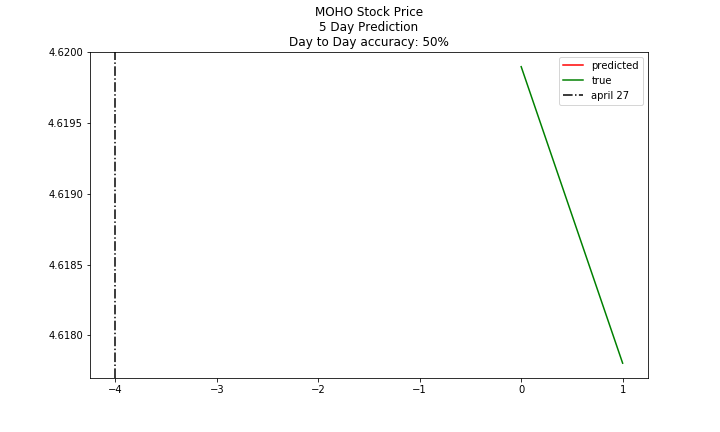 MOHO Stock Price
5 Day Prediction
Day to Day accuracy: 50%
4.6200
predicted
true
april 27
4.6195
4.6190
4.6185
4.6180
−4 −3 −2 −1 0 1